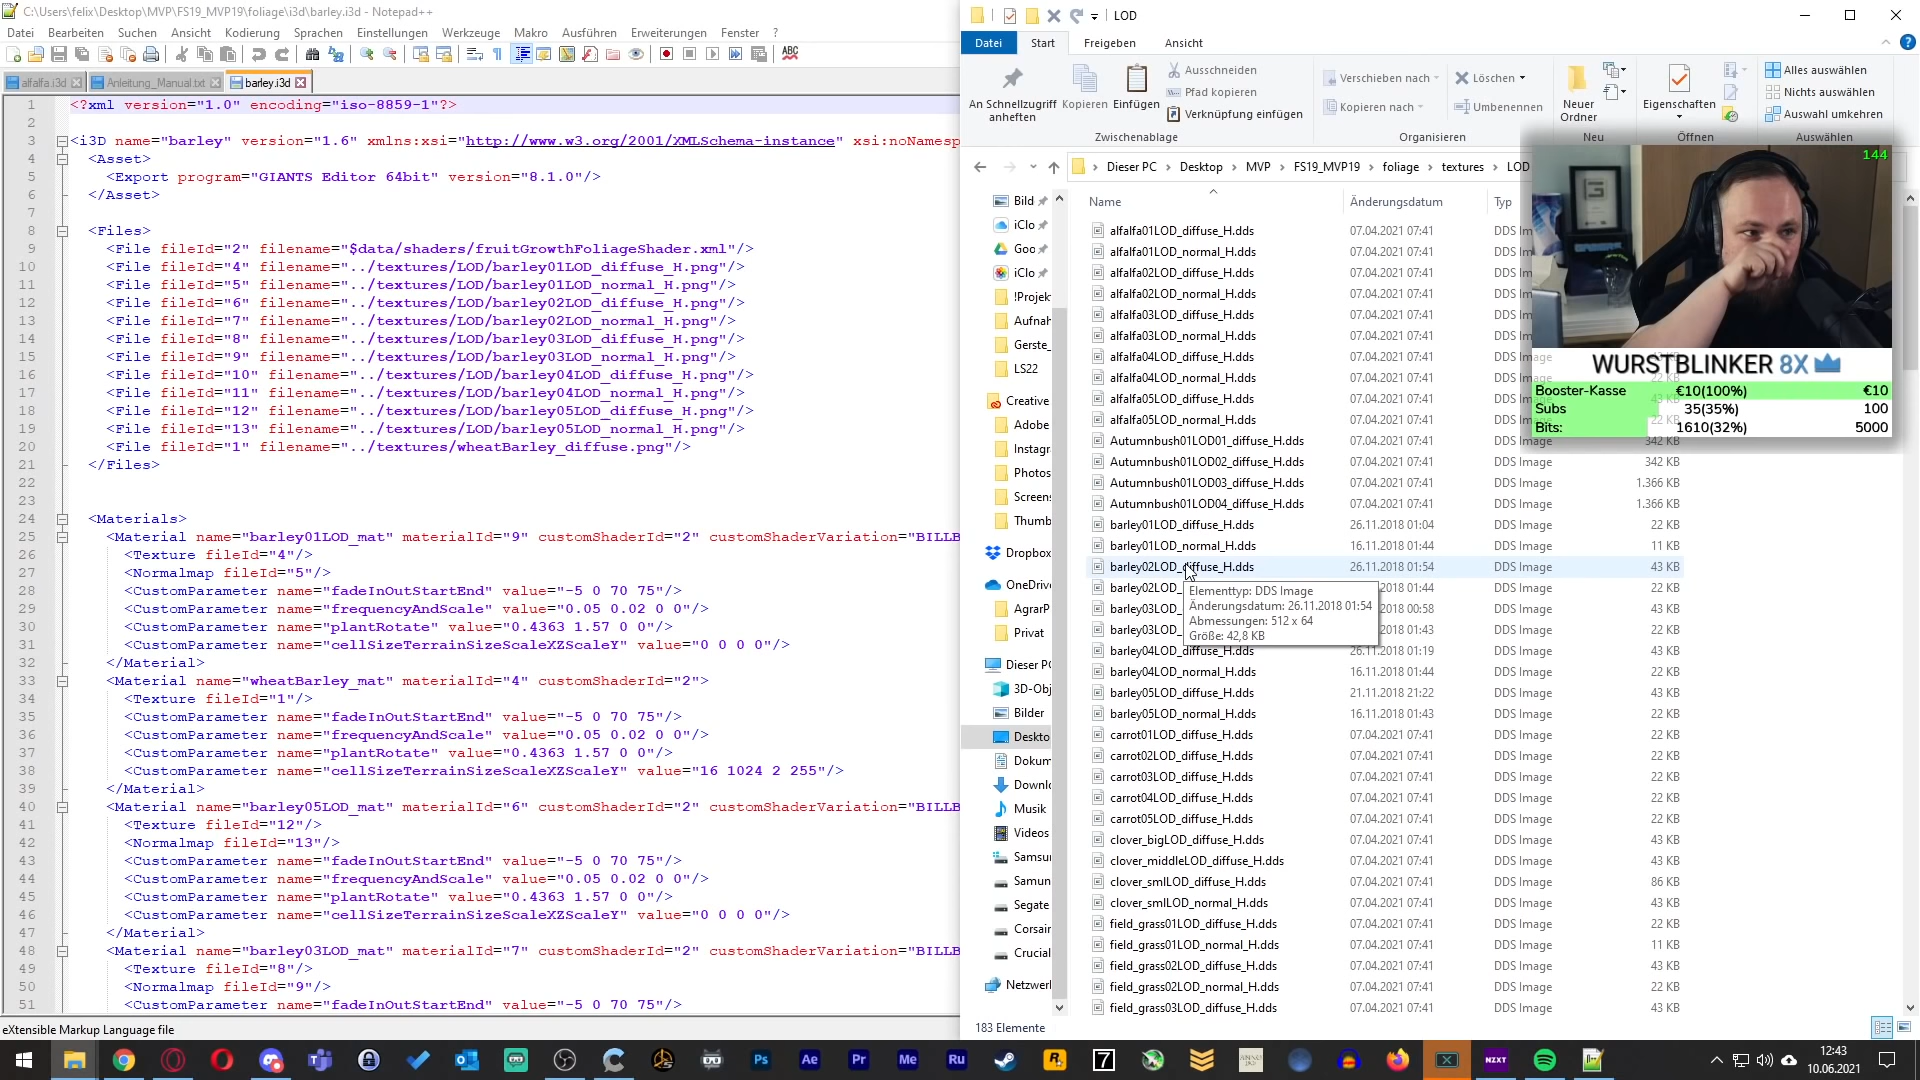 C:\Users\felix\Desktop\MVP\FS19_MVP19\foliage\i3d\barley.i3d - Notepad++
Datei Bearbeiten Suchen Ansicht Kodierung Sprachen Einstellungen Werkzeuge Makro Ausführen Erweiterungen Fenster ?
alfalfa.i3d Anleitung_Manual.txt barley.i3d
1 <?xml version="1.0" encoding="iso-8859-1"?>
2
3 <i3D name="barley" version="1.6" xmlns:xsi="http://www.w3.org/2001/XMLSchema-instance" xsi:noNamesp
4 <Asset>
5 <Export program="GIANTS Editor 64bit" version="8.1.0"/>
6 </Asset>
7
8 <Files>
9 <File fileId="2" filename="$data/shaders/fruitGrowthFoliageShader.xml"/>
10 <File fileId="4" filename="../textures/LOD/barley01LOD_diffuse_H.png"/>
11 <File fileId="5" filename="../textures/LOD/barley01LOD_normal_H.png"/>
12 <File fileId="6" filename="../textures/LOD/barley02LOD_diffuse_H.png"/>
13 <File fileId="7" filename="../textures/LOD/barley02LOD_normal_H.png"/>
14 <File fileId="8" filename="../textures/LOD/barley03LOD_diffuse_H.png"/>
15 <File fileId="9" filename="../textures/LOD/barley03LOD_normal_H.png"/>
16 <File fileId="10" filename="../textures/LOD/barley04LOD_diffuse_H.png"/>
17 <File fileId="11" filename="../textures/LOD/barley04LOD_normal_H.png"/>
18 <File fileId="12" filename="../textures/LOD/barley05LOD_diffuse_H.png"/>
19 <File fileId="13" filename="../textures/LOD/barley05LOD_normal_H.png"/>
20 <File fileId="1" filename="../textures/wheatBarley_diffuse.png"/>
21 </Files>
22
23
24 <Materials>
25 <Material name="barley01LOD_mat" materialId="9" customShaderId="2" customShaderVariation="BILLB
26 <Texture fileId="4"/>
27 <Normalmap fileId="5"/>
28 <CustomParameter name="fadeInOutStartEnd" value="-5 0 70 75"/>
29 <CustomParameter name="frequencyAndScale" value="0.05 0.02 0 0"/>
30 <CustomParameter name="plantRotate" value="0.4363 1.57 0 0"/>
31 <CustomParameter name="cellSizeTerrainSizeScaleXZScaleY" value="0 0 0 0"/>
32 </Material>
33 <Material name="wheatBarley_mat" materialId="4" customShaderId="2">
34 <Texture fileId="1"/>
35 <CustomParameter name="fadeInOutStartEnd" value="-5 0 70 75"/>
36 <CustomParameter name="frequencyAndScale" value="0.05 0.02 0 0"/>
37 <CustomParameter name="plantRotate" value="0.4363 1.57 0 0"/>
38 <CustomParameter name="cellSizeTerrainSizeScaleXZScaleY" value="16 1024 2 255"/>
39 </Material>
40 <Material name="barley05LOD_mat" materialId="6" customShaderId="2" customShaderVariation="BILLB
41 <Texture fileId="12"/>
42 <Normalmap fileId="13"/>
43 <CustomParameter name="fadeInOutStartEnd" value="-5 0 70 75"/>
44 <CustomParameter name="frequencyAndScale" value="0.05 0.02 0 0"/>
45 <CustomParameter name="plantRotate" value="0.4363 1.57 0 0"/>
46 <CustomParameter name="cellSizeTerrainSizeScaleXZScaleY" value="0 0 0 0"/>
47 </Material>
48 <Material name="barley03LOD_mat" materialId="7" customShaderId="2" customShaderVariation="BILLB
49 <Texture fileId="8"/>
50 <Normalmap fileId="9"/>
51 <CustomParameter name="fadeInOutStartEnd" value="-5 0 70 75"/>
eXtensible Markup Language file
LOD
Datei Start Freigeben Ansicht
An Schnellzugriff anheften
Kopieren
Einfügen
Ausschneiden
Pfad kopieren
Verknüpfung einfügen
Zwischenablage
Verschieben nach
Kopieren nach
Löschen
Umbenennen
Organisieren
Neuer Ordner
Neu
Eigenschaften
Öffnen
Alles auswählen
Nichts auswählen
Auswahl umkehren
Auswählen
Dieser PC > Desktop > MVP > FS19_MVP19 > foliage > textures > LOD
Name Änderungsdatum Typ
Bild
iClo
Goo
iClo
!Projek
Aufnah
Gerste_
LS22
Creative
Adobe
Instagr
Photos
Screens
Thumb
Dropbox
OneDrive
AgrarP
Privat
Dieser PC
3D-Obj
Bilder
Deskto
Dokum
Downlo
Musik
Videos
Samsu
Samun
Segate
Corsair
Crucial
Netzwerk
alfalfa01LOD_diffuse_H.dds 07.04.2021 07:41 DDS Im
alfalfa01LOD_normal_H.dds 07.04.2021 07:41 DDS Im
alfalfa02LOD_diffuse_H.dds 07.04.2021 07:41 DDS Im
alfalfa02LOD_normal_H.dds 07.04.2021 07:41 DDS Im
alfalfa03LOD_diffuse_H.dds 07.04.2021 07:41 DDS Im
alfalfa03LOD_normal_H.dds 07.04.2021 07:41 DDS Im
alfalfa04LOD_diffuse_H.dds 07.04.2021 07:41 DDS Image
alfalfa04LOD_normal_H.dds 07.04.2021 07:41 DDS Image 22 KB
alfalfa05LOD_diffuse_H.dds 07.04.2021 07:41 DDS Image 43 KB
alfalfa05LOD_normal_H.dds 07.04.2021 07:41 DDS Image 22 KB
Autumnbush01LOD01_diffuse_H.dds 07.04.2021 07:41 DDS Image 342 KB
Autumnbush01LOD02_diffuse_H.dds 07.04.2021 07:41 DDS Image 342 KB
Autumnbush01LOD03_diffuse_H.dds 07.04.2021 07:41 DDS Image 1.366 KB
Autumnbush01LOD04_diffuse_H.dds 07.04.2021 07:41 DDS Image 1.366 KB
barley01LOD_diffuse_H.dds 26.11.2018 01:04 DDS Image 22 KB
barley01LOD_normal_H.dds 16.11.2018 01:44 DDS Image 11 KB
barley02LOD_diffuse_H.dds 26.11.2018 01:54 DDS Image 43 KB
barley02LOD_ .2018 01:44 DDS Image 22 KB
barley03LOD_ .2018 00:58 DDS Image 43 KB
barley03LOD_ .2018 01:43 DDS Image 22 KB
barley04LOD_diffuse_H.dds 26.11.2018 01:19 DDS Image 43 KB
barley04LOD_normal_H.dds 16.11.2018 01:44 DDS Image 22 KB
barley05LOD_diffuse_H.dds 21.11.2018 21:22 DDS Image 43 KB
barley05LOD_normal_H.dds 16.11.2018 01:43 DDS Image 22 KB
carrot01LOD_diffuse_H.dds 07.04.2021 07:41 DDS Image 22 KB
carrot02LOD_diffuse_H.dds 07.04.2021 07:41 DDS Image 22 KB
carrot03LOD_diffuse_H.dds 07.04.2021 07:41 DDS Image 22 KB
carrot04LOD_diffuse_H.dds 07.04.2021 07:41 DDS Image 22 KB
carrot05LOD_diffuse_H.dds 07.04.2021 07:41 DDS Image 22 KB
clover_bigLOD_diffuse_H.dds 07.04.2021 07:41 DDS Image 43 KB
clover_middleLOD_diffuse_H.dds 07.04.2021 07:41 DDS Image 43 KB
clover_smlLOD_diffuse_H.dds 07.04.2021 07:41 DDS Image 86 KB
clover_smlLOD_normal_H.dds 07.04.2021 07:41 DDS Image 43 KB
field_grass01LOD_diffuse_H.dds 07.04.2021 07:41 DDS Image 22 KB
field_grass01LOD_normal_H.dds 07.04.2021 07:41 DDS Image 11 KB
field_grass02LOD_diffuse_H.dds 07.04.2021 07:41 DDS Image 43 KB
field_grass02LOD_normal_H.dds 07.04.2021 07:41 DDS Image 22 KB
field_grass03LOD_diffuse_H.dds 07.04.2021 07:41 DDS Image 43 KB
Elementtyp: DDS Image
Änderungsdatum: 26.11.2018 01:54
Abmessungen: 512 x 64
Größe: 42,8 KB
183 Elemente
144
WURSTBLINKER 8X
Booster-Kasse €10(100%) €10
Subs 35(35%) 100
Bits: 1610(32%) 5000
Ps Ae Pr Me Ru 7 NZXT
12:43
10.06.2021